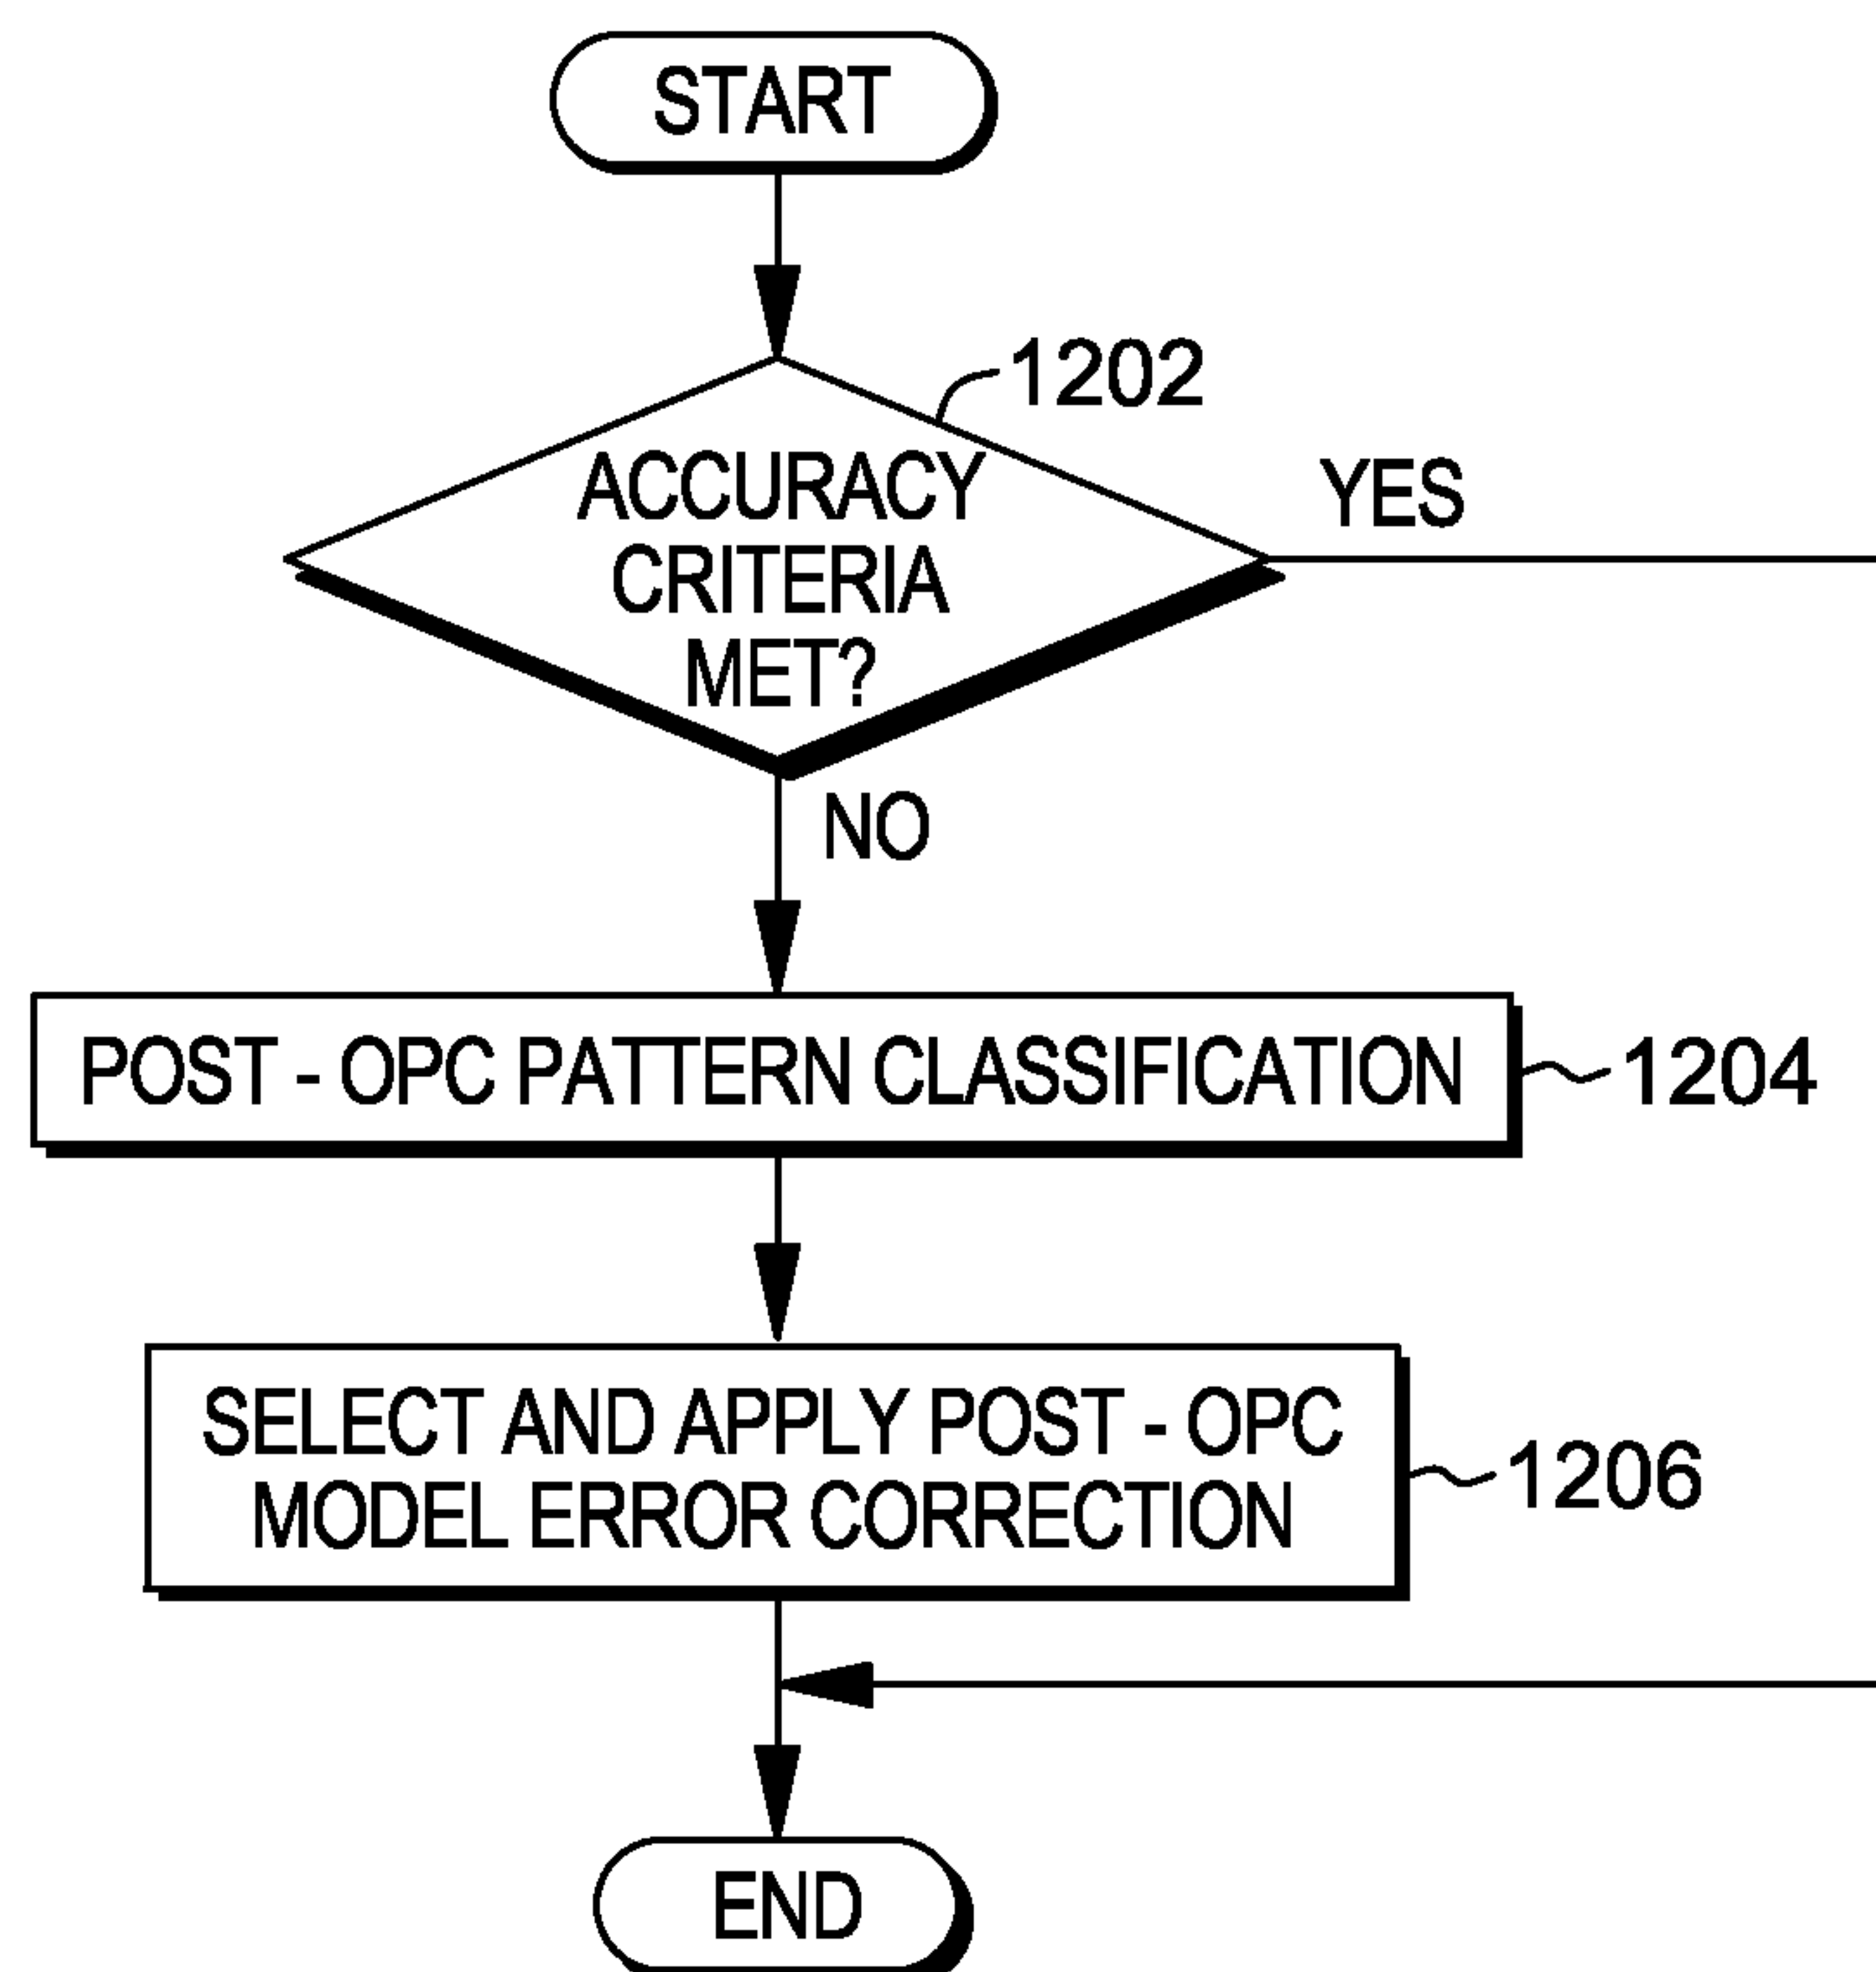 START
1202
ACCURACY
CRITERIA
MET?
YES
NO
POST - OPC PATTERN CLASSIFICATION
1204
SELECT AND APPLY POST - OPC
MODEL ERROR CORRECTION
1206
END